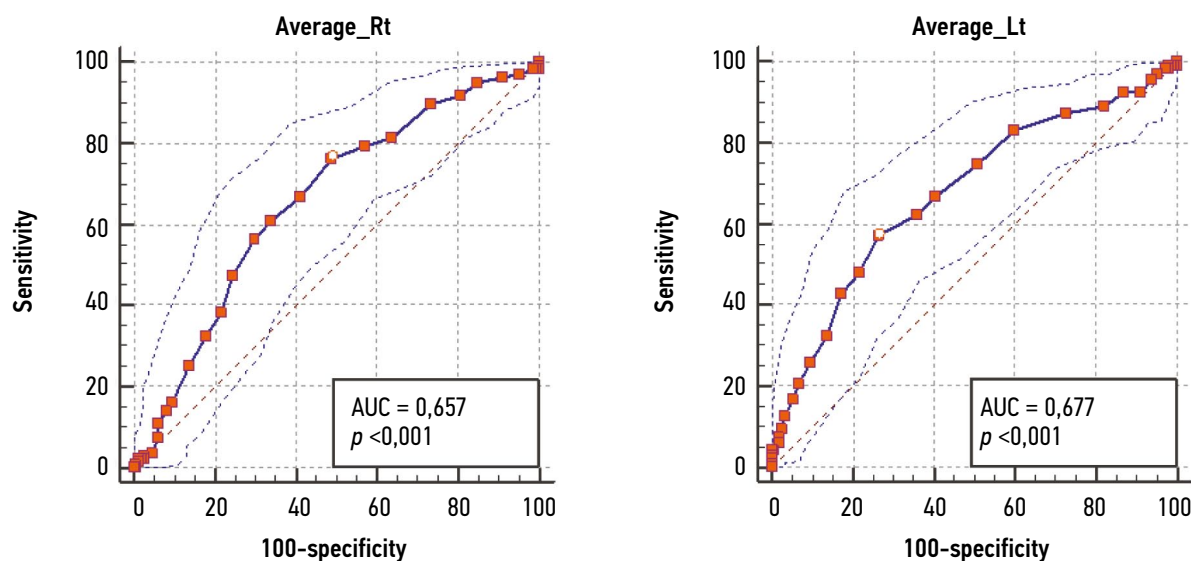 Average_Rt
100
80
60
40
20
0
Sensitivity
AUC = 0,657
p <0,001
0 20 40 60 80 100
100-specificity
Average_Lt
100
80
60
40
20
0
Sensitivity
AUC = 0,677
p <0,001
0 20 40 60 80 100
100-specificity